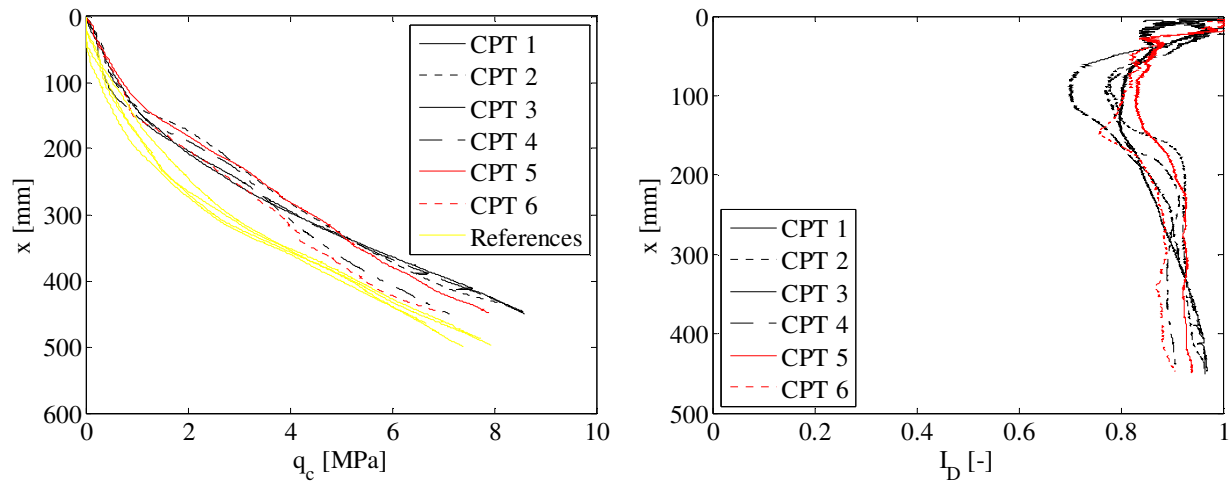 0
100
200
300
400
500
600
x [mm]
0
2
4
6
8
10
q_c [MPa]
CPT 1
CPT 2
CPT 3
CPT 4
CPT 5
CPT 6
References
0
100
200
300
400
500
x [mm]
0
0.2
0.4
0.6
0.8
1
I_D [-]
CPT 1
CPT 2
CPT 3
CPT 4
CPT 5
CPT 6